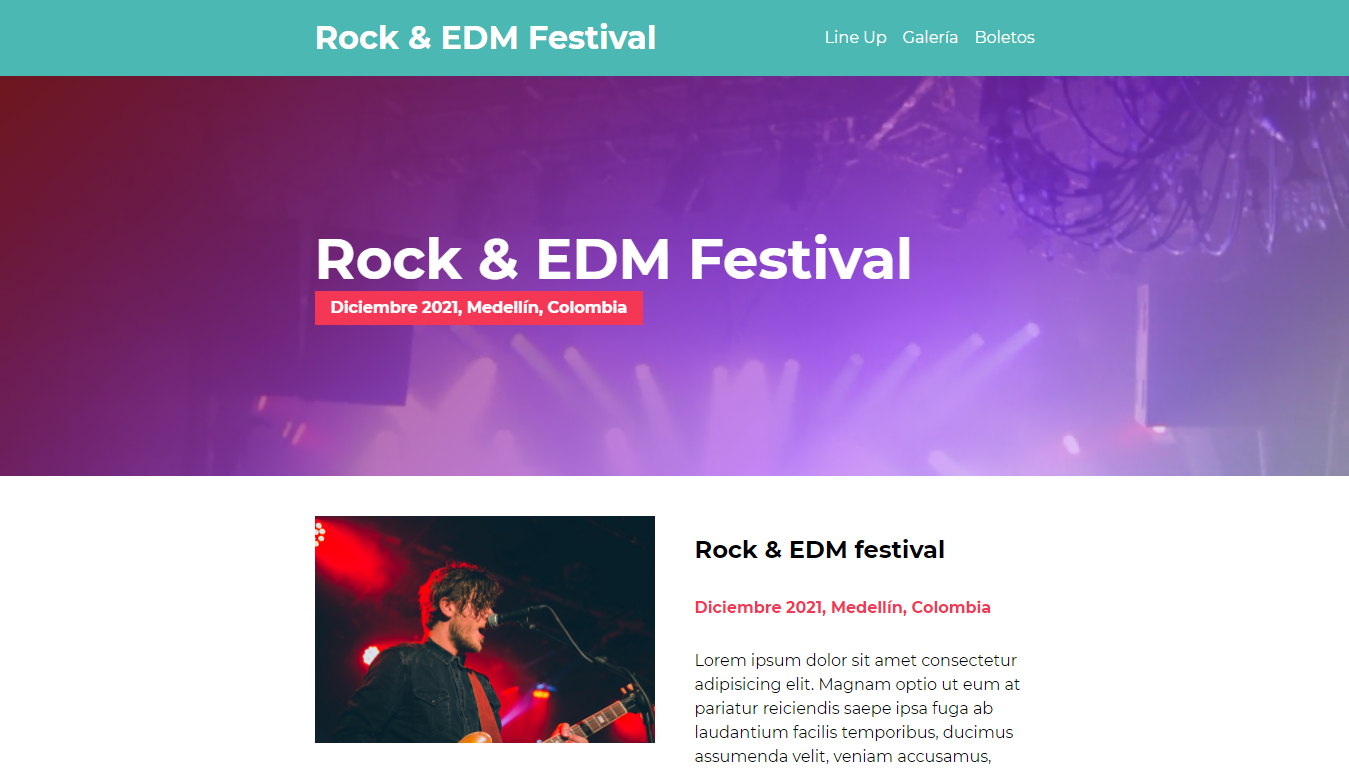 Rock & EDM Festival
Line Up Galería Boletos
Rock & EDM Festival
Diciembre 2021, Medellín, Colombia
Rock & EDM festival
Diciembre 2021, Medellín, Colombia
Lorem ipsum dolor sit amet consectetur
adipisicing elit. Magnam optio ut eum at
pariatur reiciendis saepe ipsa fuga ab
laudantium facilis temporibus, ducimus
assumenda velit, veniam accusamus,